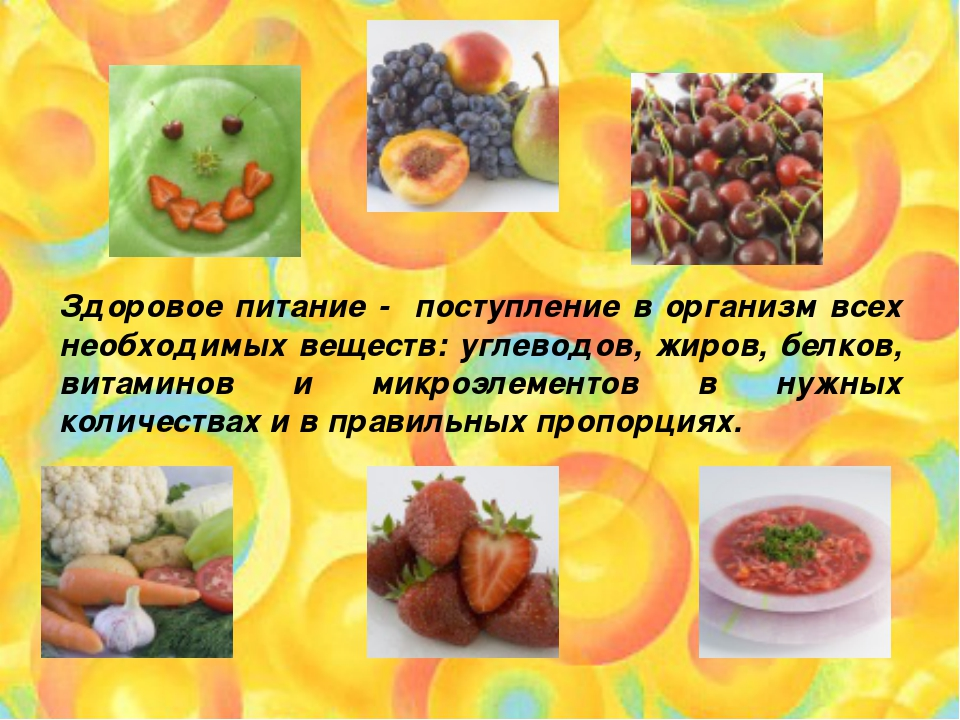 Здоровое питание - поступление в организм всех
необходимых веществ: углеводов, жиров, белков,
витаминов и микроэлементов в нужных
количествах и в правильных пропорциях.